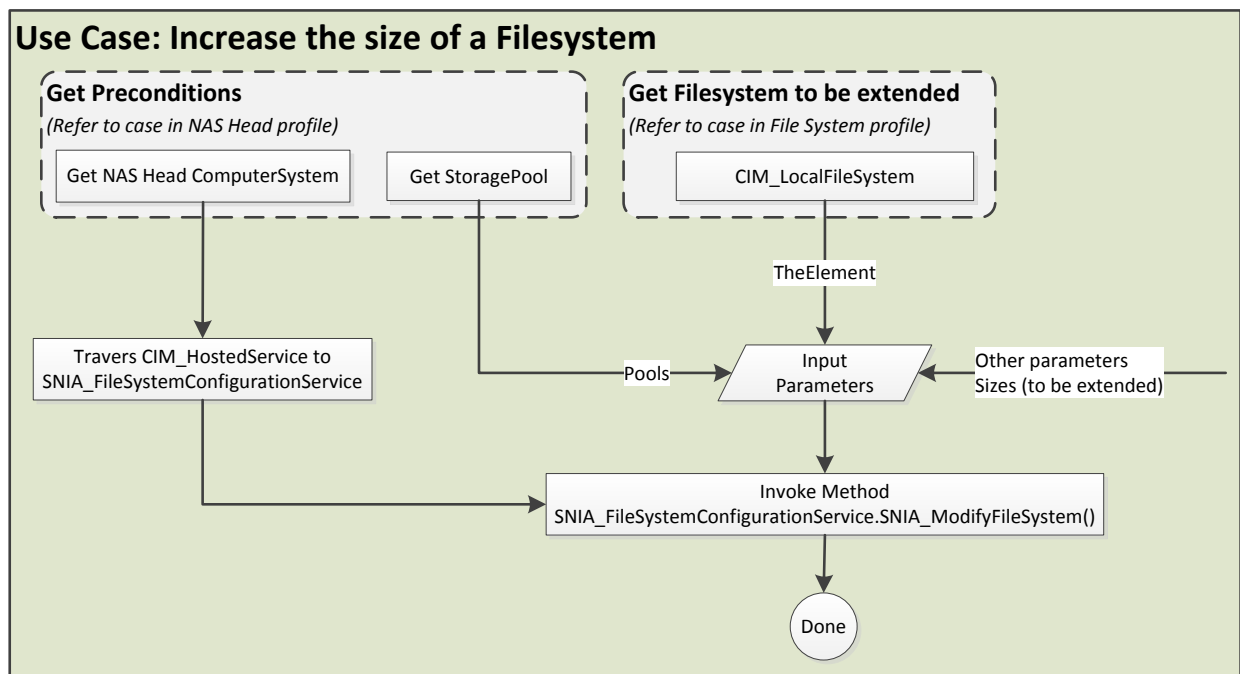 Use Case: Increase the size of a Filesystem
Get Preconditions
(Refer to case in NAS Head profile)
Get NAS Head ComputerSystem
Get StoragePool
Get Filesystem to be extended
(Refer to case in File System profile)
CIM_LocalFileSystem
TheElement
Travers CIM_HostedService to
SNIA_FileSystemConfigurationService
Pools
Input
Parameters
Other parameters
Sizes (to be extended)
Invoke Method
SNIA_FileSystemConfigurationService.SNIA_ModifyFileSystem()
Done